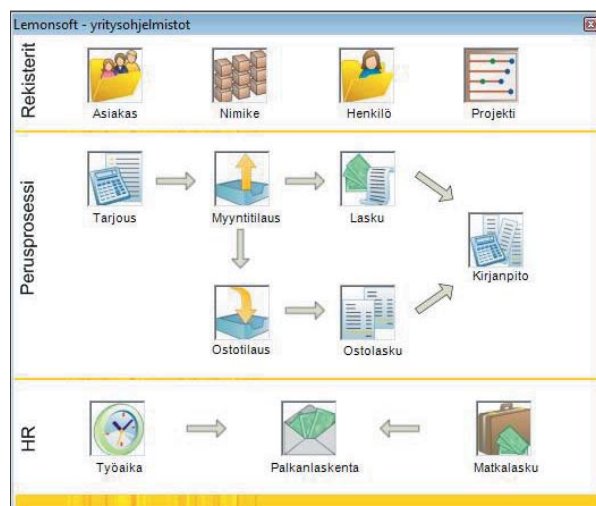 Lemonsoft - yritysohjelmistot
Rekisterit
Asiakas
Nimike
Henkilö
Projekti
Perusprosessi
Tarjous
Myyntitilaus
Lasku
Kirjanpito
Ostotilaus
Ostolasku
HR
Työaika
Palkanlaskenta
Matkalasku